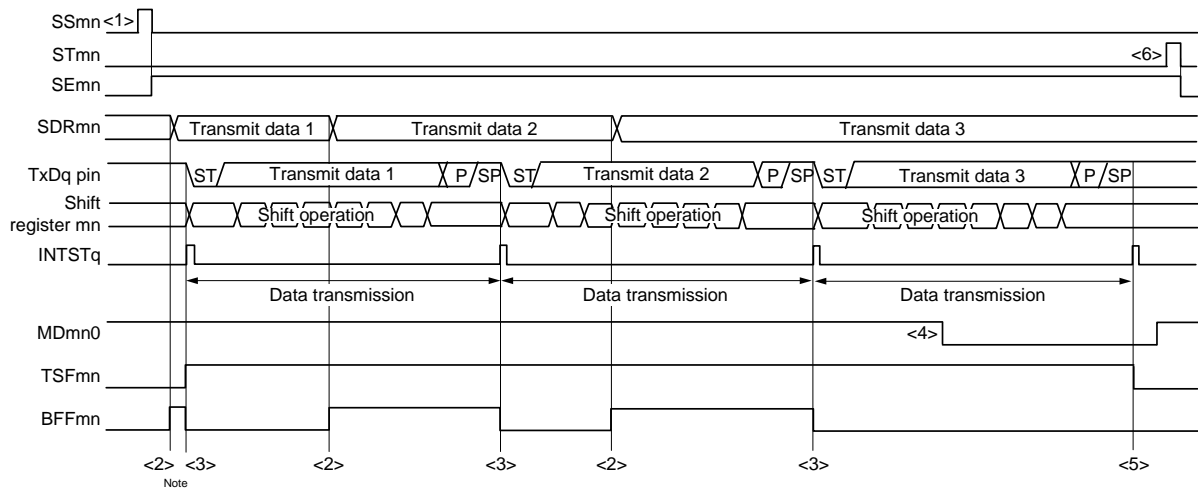 SSmn <1>
STmn <6>
SEmn
SDRmn Transmit data 1 Transmit data 2 Transmit data 3
TxDq pin ST Transmit data 1 P SP ST Transmit data 2 P SP ST Transmit data 3 P SP
Shift
register mn Shift operation Shift operation Shift operation
INTSTq
Data transmission Data transmission Data transmission
MDmn0 <4>
TSFmn
BFFmn
<2> <3> <2> <3> <2> <3> <5>
Note